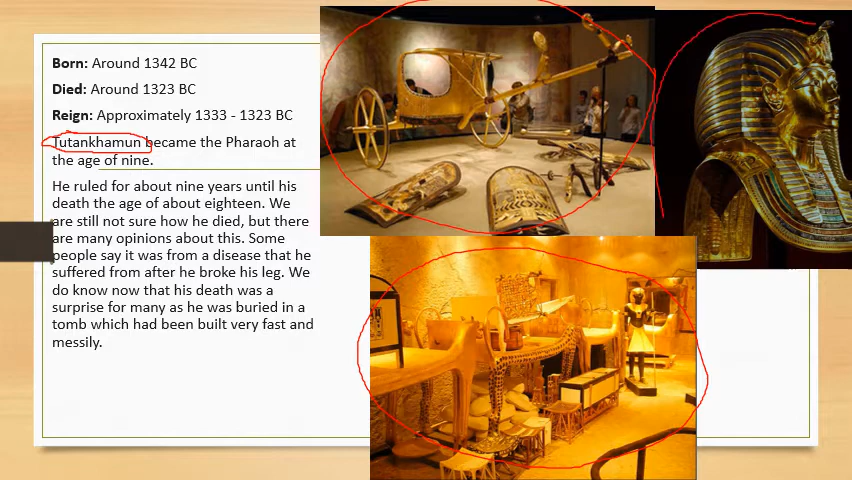 Born: Around 1342 BC
Died: Around 1323 BC
Reign: Approximately 1333 - 1323 BC
Tutankhamun became the Pharaoh at
the age of nine.
He ruled for about nine years until his
death the age of about eighteen. We
are still not sure how he died, but there
are many opinions about this. Some
people say it was from a disease that he
suffered from after he broke his leg. We
do know now that his death was a
surprise for many as he was buried in a
tomb which had been built very fast and
messily.